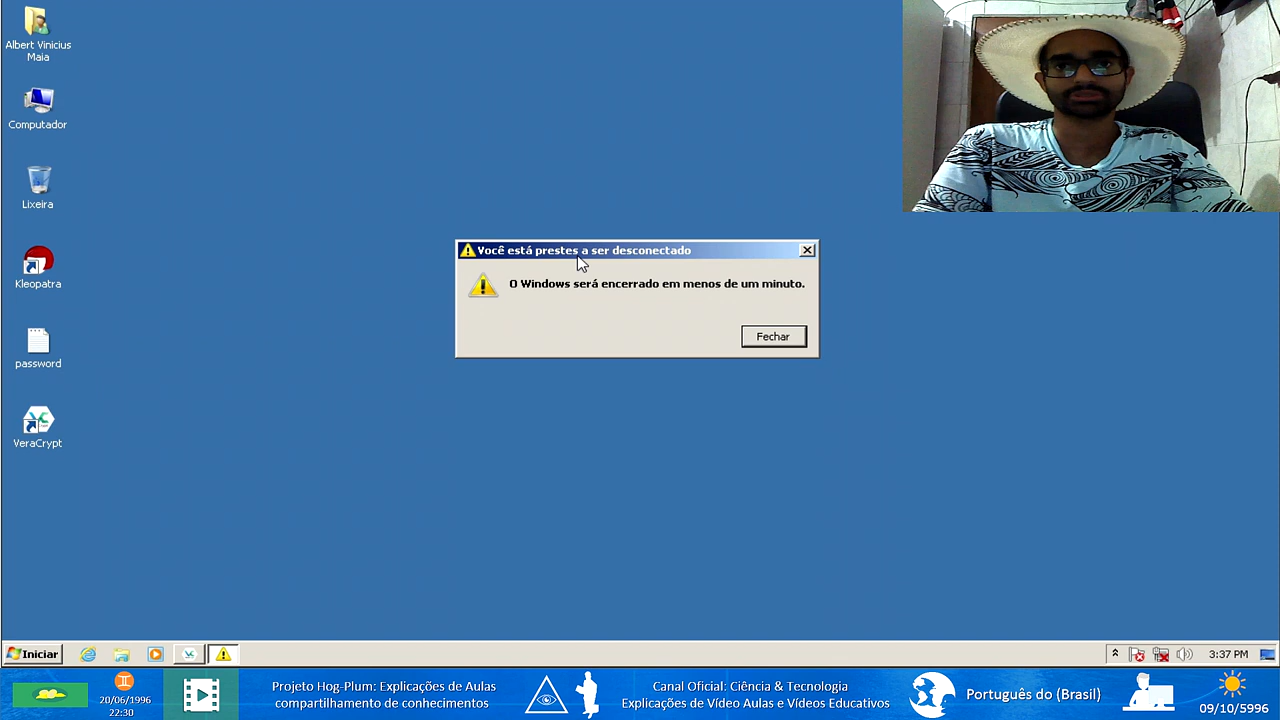 Albert Vinicius
Maia
Computador
Lixeira
Kleopatra
password
VeraCrypt
Você está prestes a ser desconectado
O Windows será encerrado em menos de um minuto.
Fechar
Iniciar
3:37 PM
20/06/1996
22:30
Projeto Hog-Plum: Explicações de Aulas
compartilhamento de conhecimentos
Canal Oficial: Ciência & Tecnologia
Explicações de Vídeo Aulas e Vídeos Educativos
Português do (Brasil)
09/10/5996